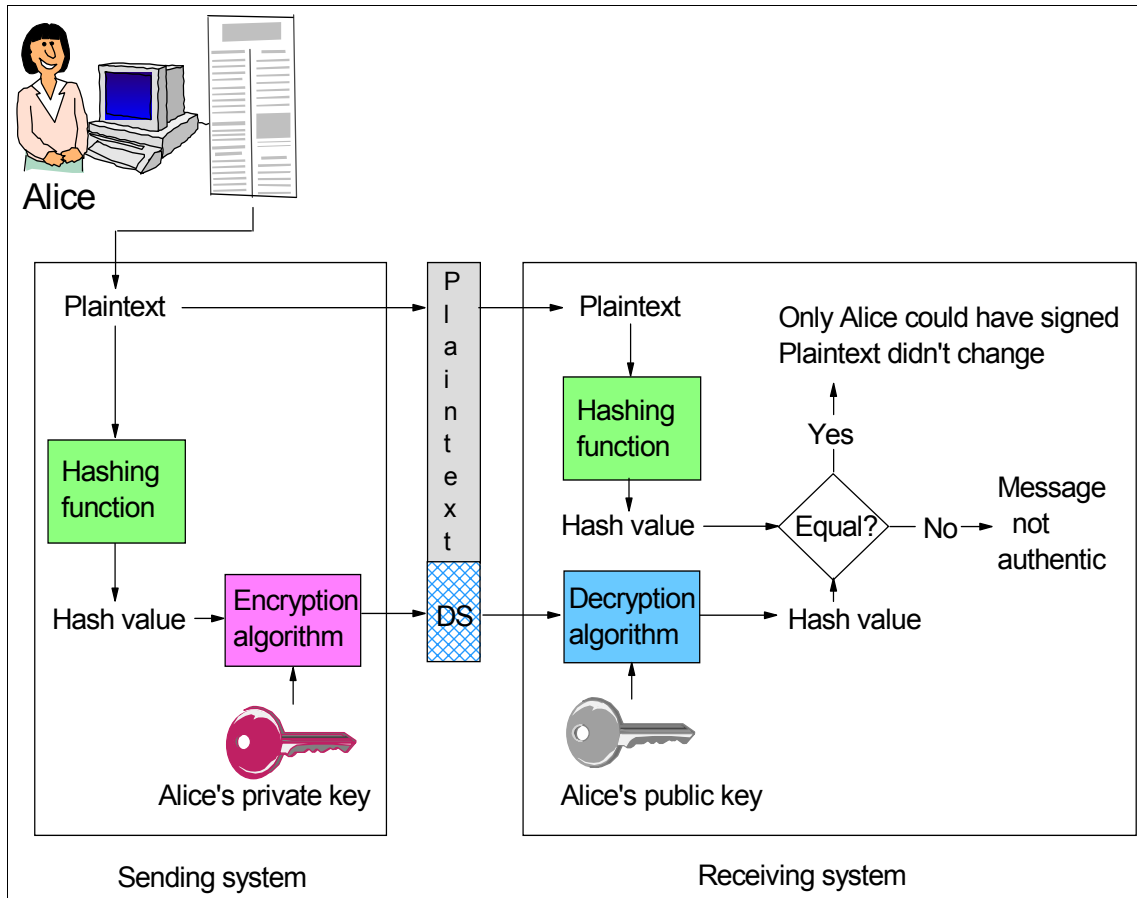 Alice
Plaintext
Hashing
function
Hash value
Encryption
algorithm
Alice's private key
Sending system
P
l
a
i
n
t
e
x
t
DS
Plaintext
Hashing
function
Hash value
Decryption
algorithm
Alice's public key
Hash value
Equal?
Yes
Only Alice could have signed
Plaintext didn't change
No
Message
not
authentic
Receiving system